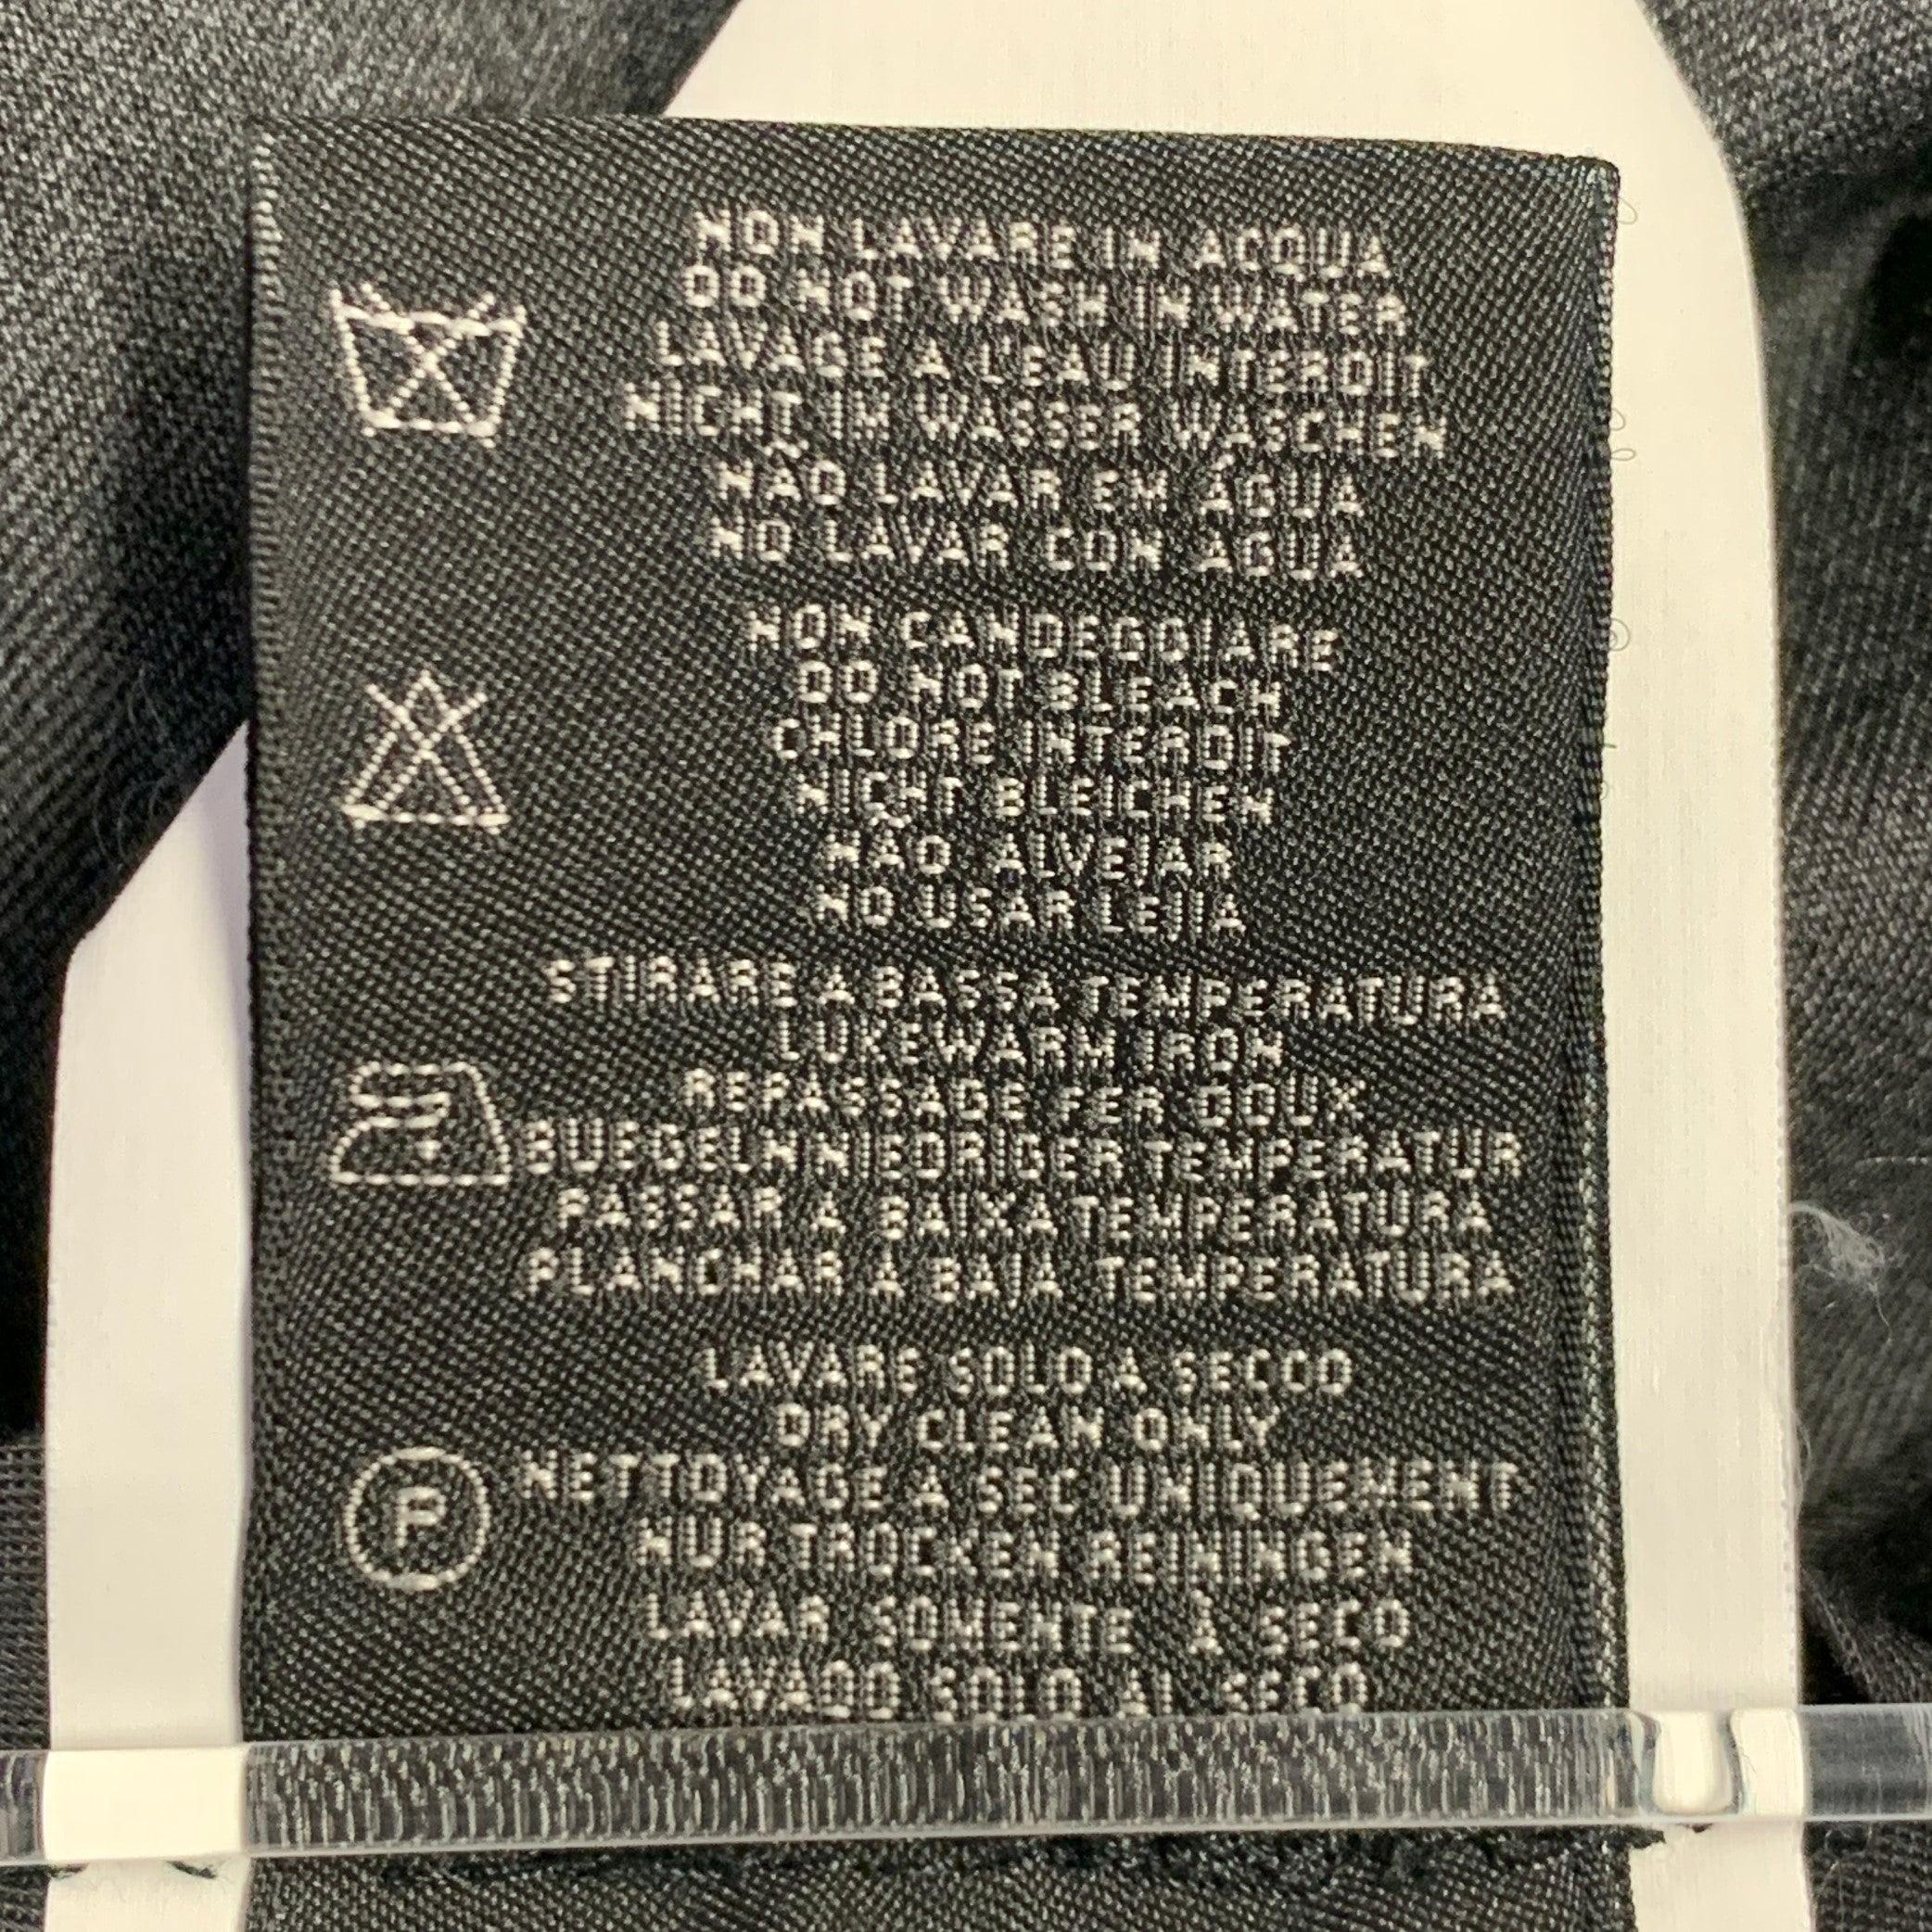 NON LAVARE IN ACQUA
DO NOT WASH IN WATER
LAVAGE A L'EAU INTERDIT
NICHT IM WASSER WASCHEN
NÃO LAVAR EM ÁGUA
NO LAVAR CON AGUA
NON CANDEGGIARE
DO NOT BLEACH
CHLORE INTERDIT
NICHT BLEICHEN
NÃO ALVEJAR
NO USAR LEJIA
STIRARE A BASSA TEMPERATURA
LUKEWARM IRON
REPASSAGE FER DOUX
BUEGELN NIEDRIGER TEMPERATUR
PASSAR A BAIXA TEMPERATURA
PLANCHAR A BAJA TEMPERATURA
LAVARE SOLO A SECCO
DRY CLEAN ONLY
P
NETTOYAGE A SEC UNIQUEMENT
NUR TROCKEN REININGEN
LAVAR SOMENTE À SECO
LAVADO SOLO AL SECO